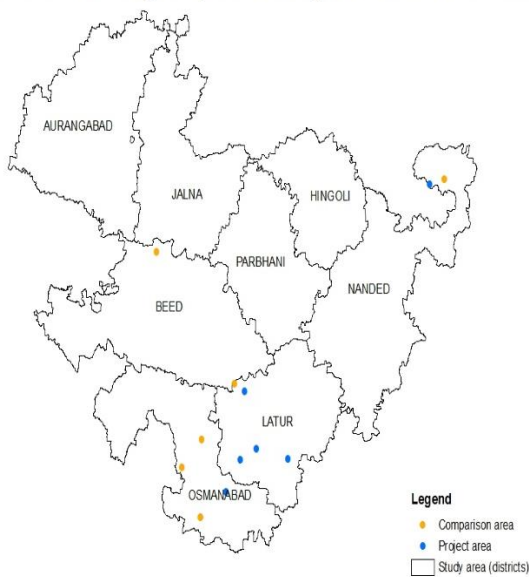 AURANGABAD
JALNA
HINGOLI
PARBHANI
NANDED
BEED
LATUR
OSMANABAD
Legend
Comparison area
Project area
Study area (districts)